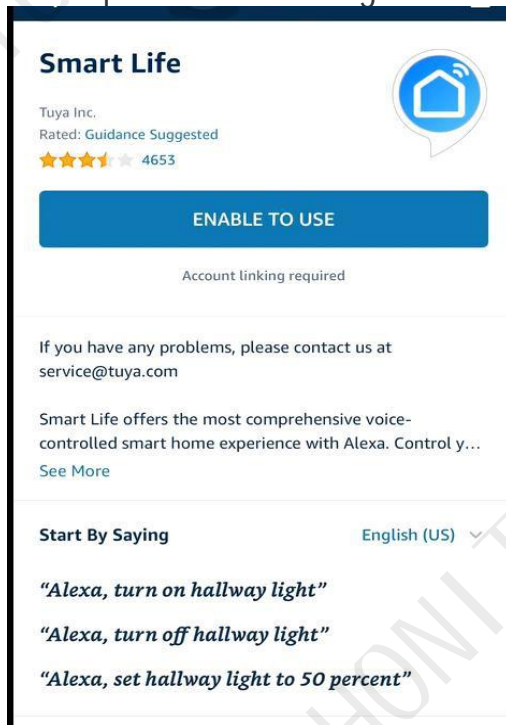 Smart Life
Tuya Inc.
Rated: Guidance Suggested
4653
ENABLE TO USE
Account linking required
If you have any problems, please contact us at
service@tuya.com
Smart Life offers the most comprehensive voice-
controlled smart home experience with Alexa. Control y...
See More
Start By Saying
English (US)
“Alexa, turn on hallway light”
“Alexa, turn off hallway light”
“Alexa, set hallway light to 50 percent”